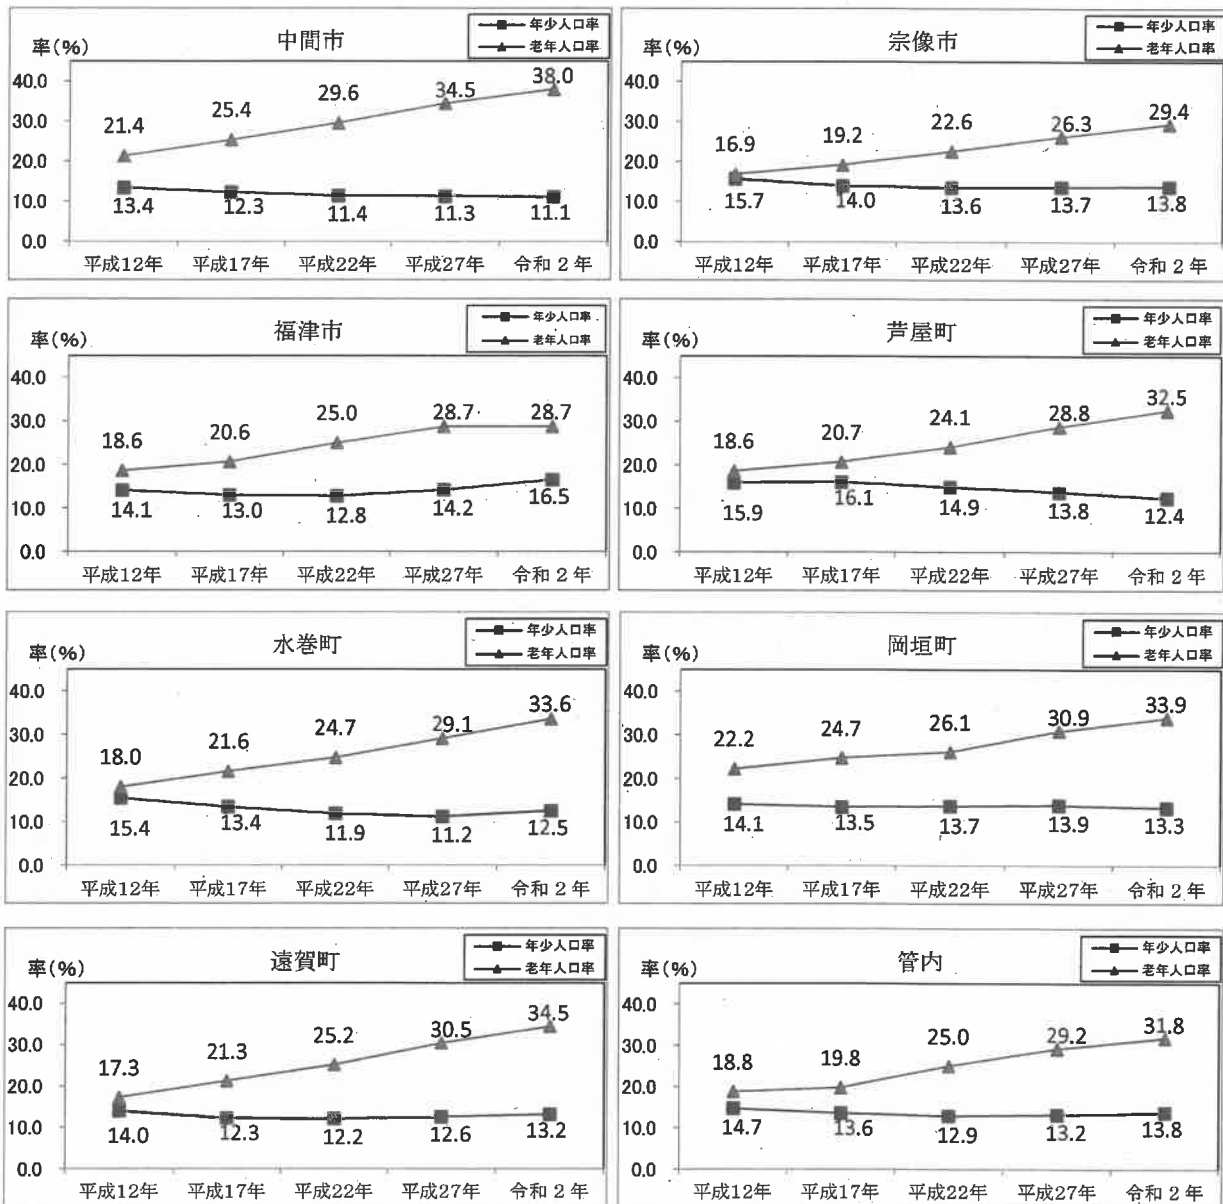 中間市
率(%)
年少人口率
老年人口率
40.0
30.0
20.0
10.0
0.0
21.4
25.4
29.6
34.5
38.0
13.4
12.3
11.4
11.3
11.1
平成12年
平成17年
平成22年
平成27年
令和 2 年
宗像市
率(%)
年少人口率
老年人口率
40.0
30.0
20.0
10.0
0.0
16.9
19.2
22.6
26.3
29.4
15.7
14.0
13.6
13.7
13.8
平成12年
平成17年
平成22年
平成27年
令和 2 年
福津市
率(%)
年少人口率
老年人口率
40.0
30.0
20.0
10.0
0.0
18.6
20.6
25.0
28.7
28.7
14.1
13.0
12.8
14.2
16.5
平成12年
平成17年
平成22年
平成27年
令和 2 年
芦屋町
率(%)
年少人口率
老年人口率
40.0
30.0
20.0
10.0
0.0
18.6
20.7
24.1
28.8
32.5
15.9
16.1
14.9
13.8
12.4
平成12年
平成17年
平成22年
平成27年
令和 2 年
水巻町
率(%)
年少人口率
老年人口率
40.0
30.0
20.0
10.0
0.0
18.0
21.6
24.7
29.1
33.6
15.4
13.4
11.9
11.2
12.5
平成12年
平成17年
平成22年
平成27年
令和 2 年
岡垣町
率(%)
年少人口率
老年人口率
40.0
30.0
20.0
10.0
0.0
22.2
24.7
26.1
30.9
33.9
14.1
13.5
13.7
13.9
13.3
平成12年
平成17年
平成22年
平成27年
令和 2 年
遠賀町
率(%)
年少人口率
老年人口率
40.0
30.0
20.0
10.0
0.0
17.3
21.3
25.2
30.5
34.5
14.0
12.3
12.2
12.6
13.2
平成12年
平成17年
平成22年
平成27年
令和 2 年
管内
率(%)
年少人口率
老年人口率
40.0
30.0
20.0
10.0
0.0
18.8
19.8
25.0
29.2
31.8
14.7
13.6
12.9
13.2
13.8
平成12年
平成17年
平成22年
平成27年
令和 2 年